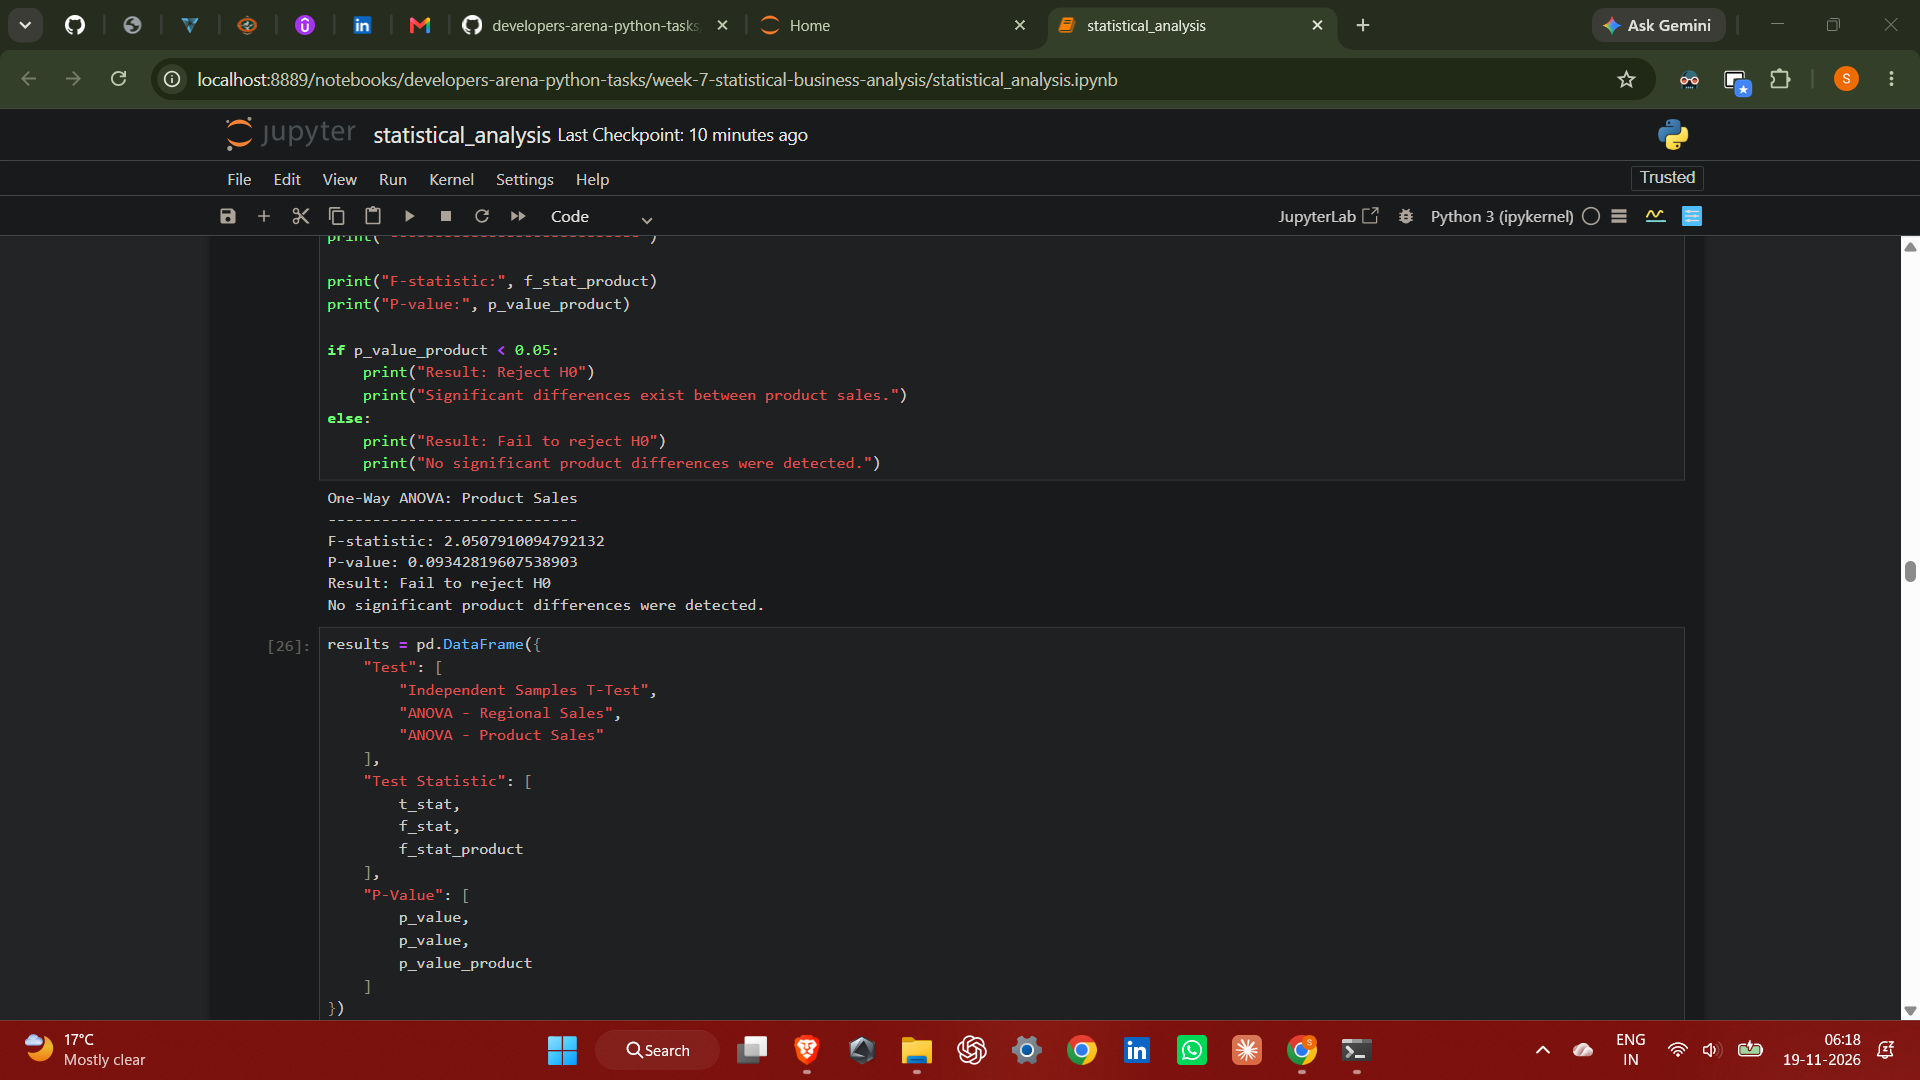 developers-arena-python-tasks
Home
statistical_analysis
Ask Gemini
localhost:8889/notebooks/developers-arena-python-tasks/week-7-statistical-business-analysis/statistical_analysis.ipynb
S
jupyter statistical_analysis Last Checkpoint: 10 minutes ago
File Edit View Run Kernel Settings Help
Trusted
Code
JupyterLab
Python 3 (ipykernel)
print("----------------------------")
print("F-statistic:", f_stat_product)
print("P-value:", p_value_product)
if p_value_product < 0.05:
    print("Result: Reject H0")
    print("Significant differences exist between product sales.")
else:
    print("Result: Fail to reject H0")
    print("No significant product differences were detected.")
One-Way ANOVA: Product Sales
----------------------------
F-statistic: 2.0507910094792132
P-value: 0.09342819607538903
Result: Fail to reject H0
No significant product differences were detected.
[26]:
results = pd.DataFrame({
    "Test": [
        "Independent Samples T-Test",
        "ANOVA - Regional Sales",
        "ANOVA - Product Sales"
    ],
    "Test Statistic": [
        t_stat,
        f_stat,
        f_stat_product
    ],
    "P-Value": [
        p_value,
        p_value,
        p_value_product
    ]
})
17°C
Mostly clear
Search
ENG
IN
06:18
19-11-2026